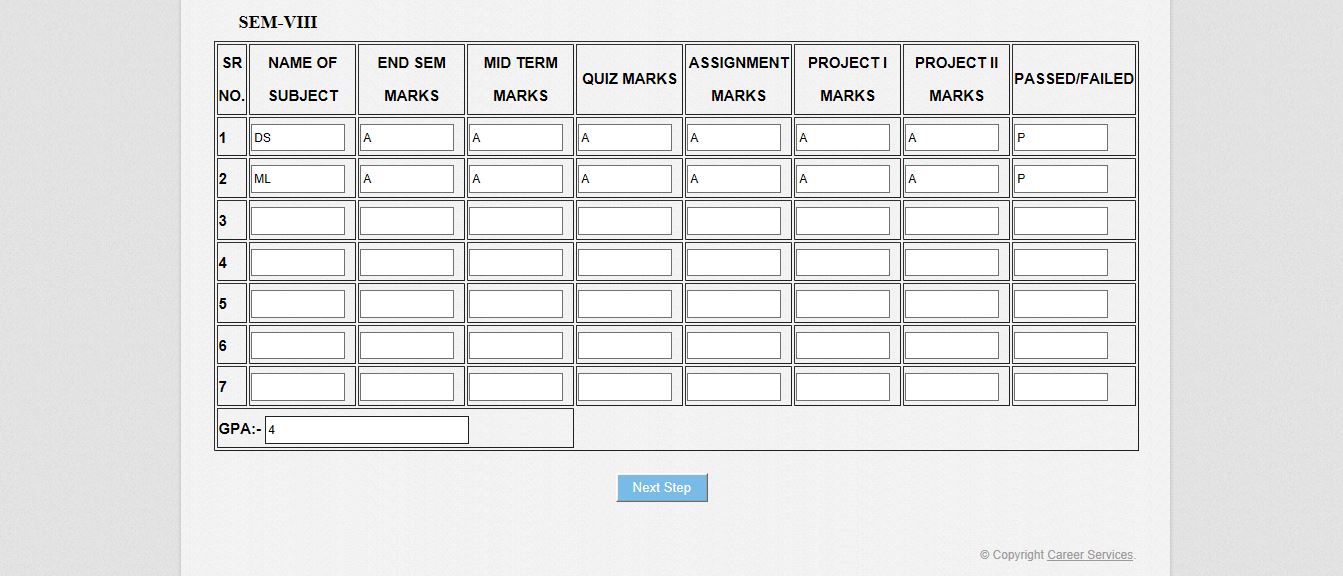 SEM-VIII
SR NO. NAME OF SUBJECT END SEM MARKS MID TERM MARKS QUIZ MARKS ASSIGNMENT MARKS PROJECT I MARKS PROJECT II MARKS PASSED/FAILED
1 DS A A A A A A P
2 ML A A A A A A P
3
4
5
6
7
GPA:- 4
Next Step
© Copyright Career Services.